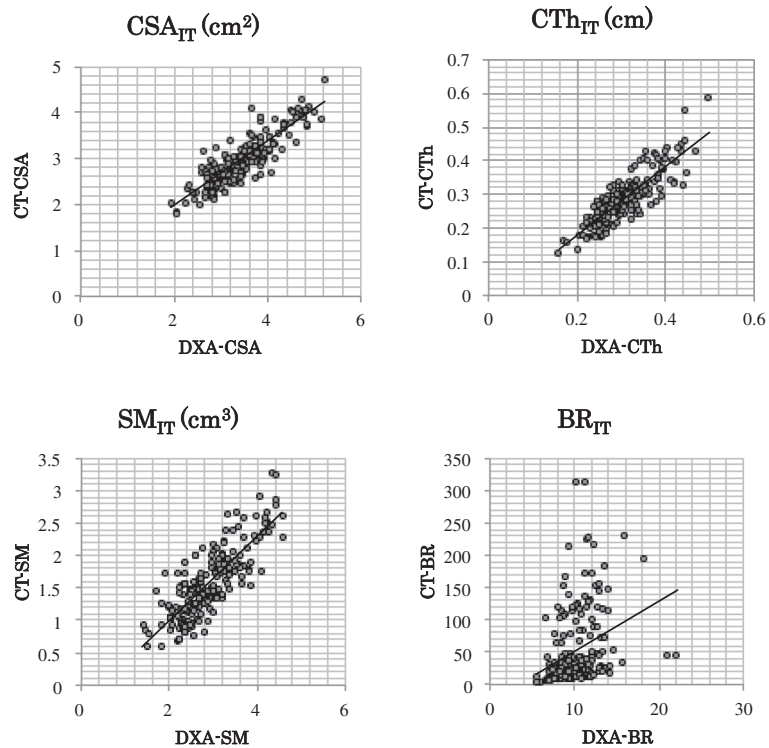 CSA_IT (cm²)
5
4
3
2
1
0
CT-CSA
0 2 4 6
DXA-CSA
CTh_IT (cm)
0.7
0.6
0.5
0.4
0.3
0.2
0.1
0
CT-CTh
0 0.2 0.4 0.6
DXA-CTh
SM_IT (cm³)
3.5
3
2.5
2
1.5
1
0.5
0
CT-SM
0 2 4 6
DXA-SM
BR_IT
350
300
250
200
150
100
50
0
CT-BR
0 10 20 30
DXA-BR